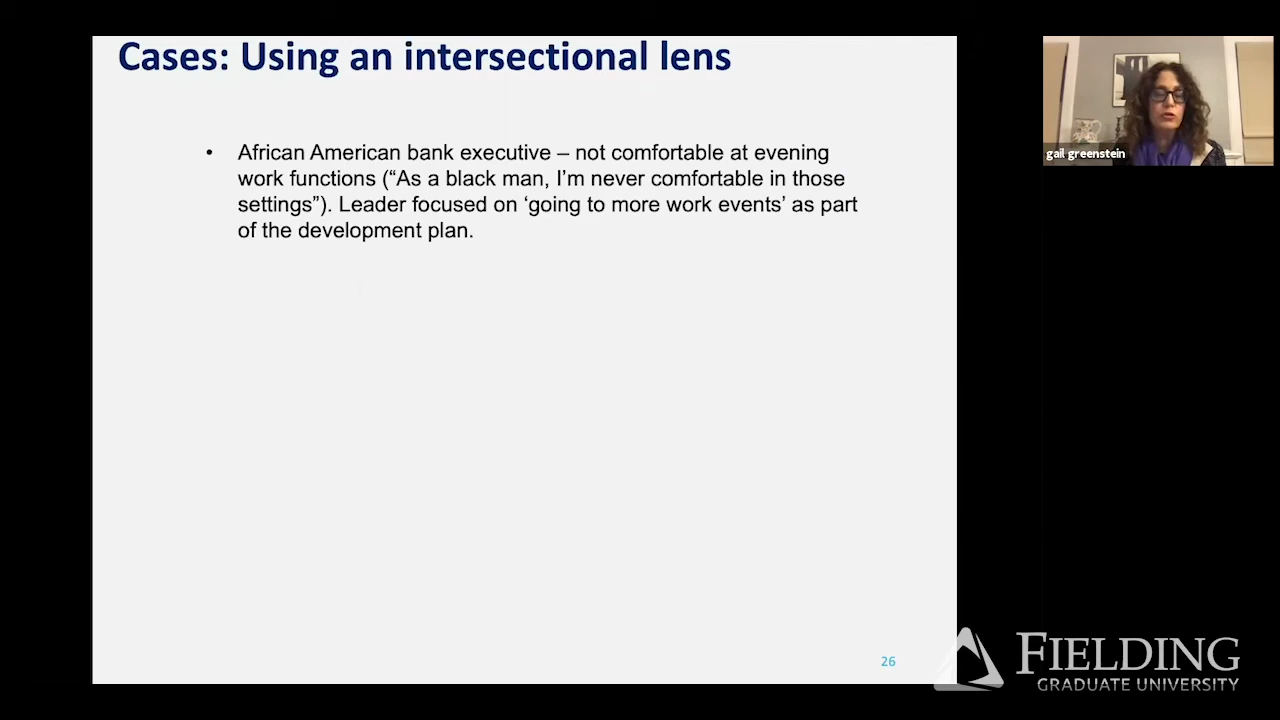 Cases: Using an intersectional lens
• African American bank executive – not comfortable at evening
work functions (“As a black man, I’m never comfortable in those
settings”). Leader focused on ‘going to more work events’ as part
of the development plan.
26
gail greenstein
FIELDING
GRADUATE UNIVERSITY